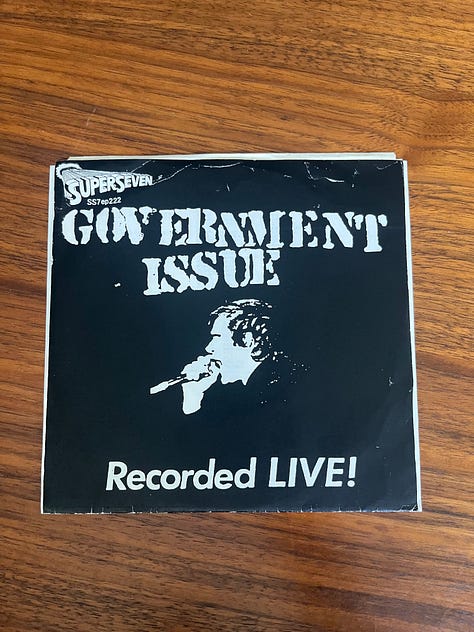 SUPERSEVEN
SS7ep222
GOVERNMENT
ISSUE
Recorded LIVE!